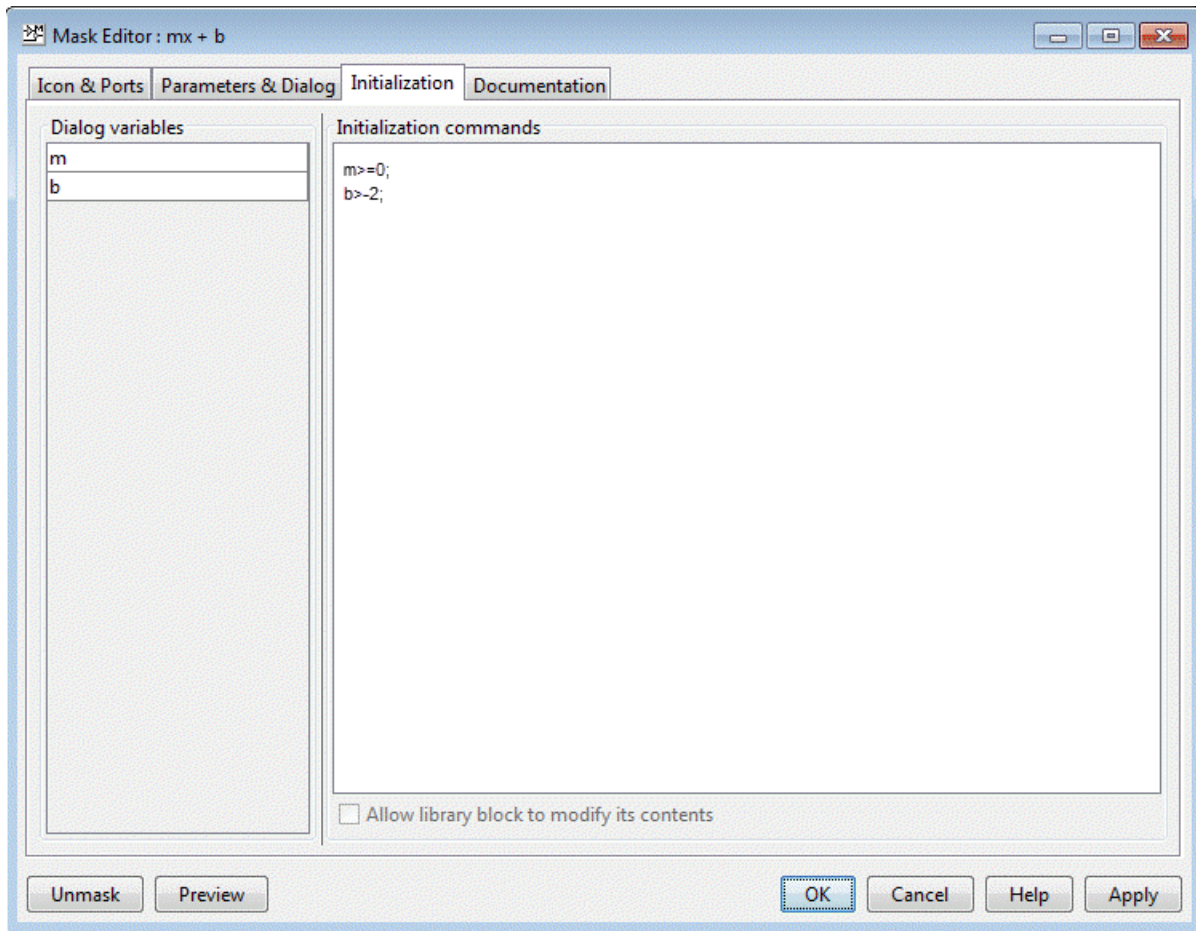 Mask Editor : mx + b
Icon & Ports Parameters & Dialog Initialization Documentation
Dialog variables
m
b
Initialization commands
m>=0;
b>-2;
Allow library block to modify its contents
Unmask Preview OK Cancel Help Apply